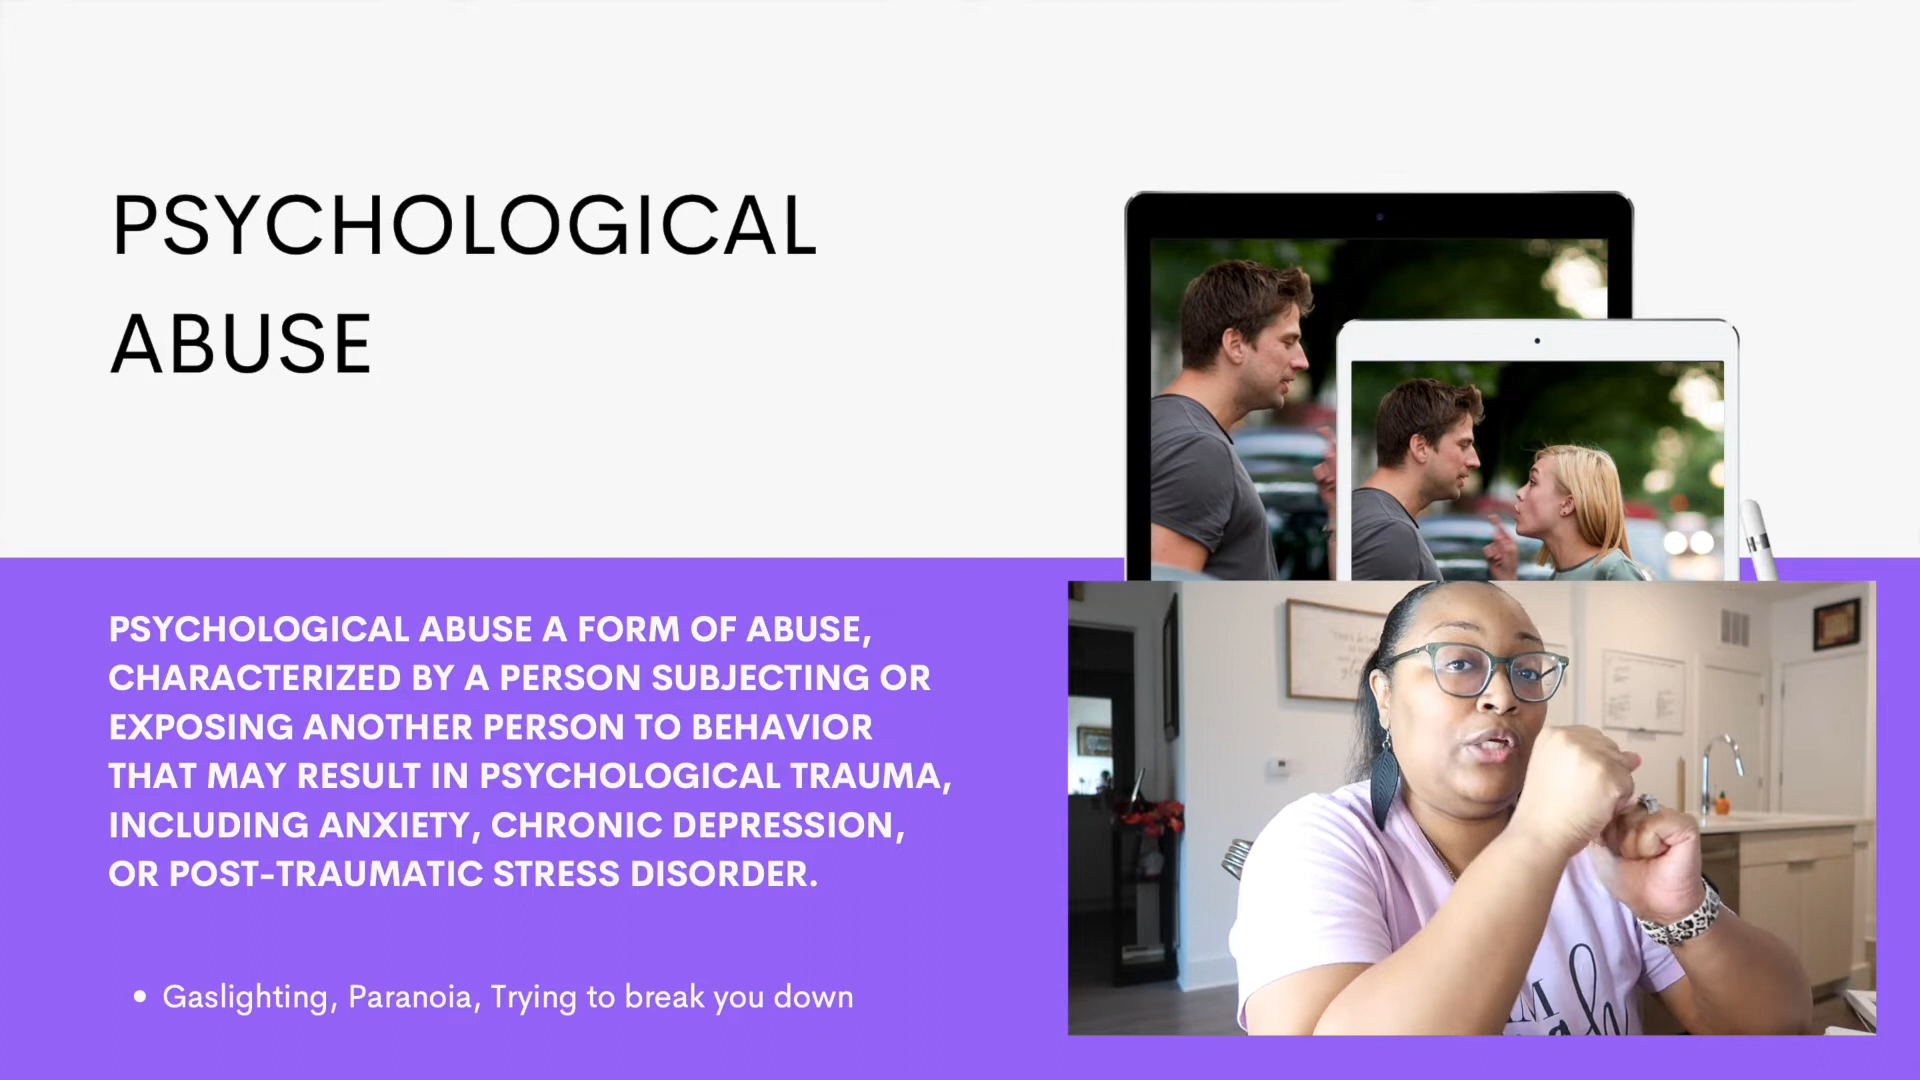 PSYCHOLOGICAL
ABUSE
PSYCHOLOGICAL ABUSE A FORM OF ABUSE,
CHARACTERIZED BY A PERSON SUBJECTING OR
EXPOSING ANOTHER PERSON TO BEHAVIOR
THAT MAY RESULT IN PSYCHOLOGICAL TRAUMA,
INCLUDING ANXIETY, CHRONIC DEPRESSION,
OR POST-TRAUMATIC STRESS DISORDER.
• Gaslighting, Paranoia, Trying to break you down